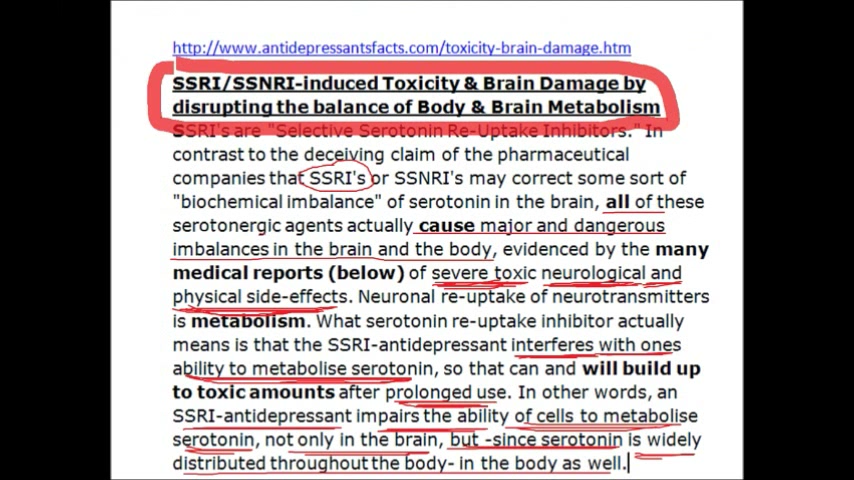 http://www.antidepressantsfacts.com/toxicity-brain-damage.htm
SSRI/SSNRI-induced Toxicity & Brain Damage by
disrupting the balance of Body & Brain Metabolism
SSRI's are "Selective Serotonin Re-Uptake Inhibitors." In
contrast to the deceiving claim of the pharmaceutical
companies that SSRI's or SSNRI's may correct some sort of
"biochemical imbalance" of serotonin in the brain, all of these
serotonergic agents actually cause major and dangerous
imbalances in the brain and the body, evidenced by the many
medical reports (below) of severe toxic neurological and
physical side-effects. Neuronal re-uptake of neurotransmitters
is metabolism. What serotonin re-uptake inhibitor actually
means is that the SSRI-antidepressant interferes with ones
ability to metabolise serotonin, so that can and will build up
to toxic amounts after prolonged use. In other words, an
SSRI-antidepressant impairs the ability of cells to metabolise
serotonin, not only in the brain, but -since serotonin is widely
distributed throughout the body- in the body as well.